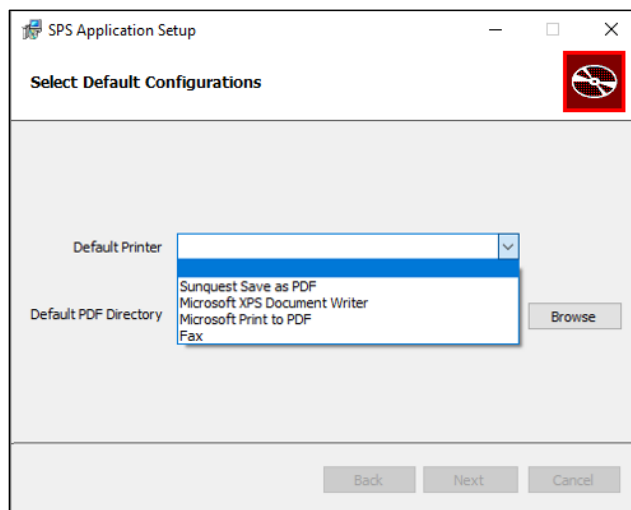 SPS Application Setup
Select Default Configurations
Default Printer
Sunquest Save as PDF
Microsoft XPS Document Writer
Default PDF Directory
Microsoft Print to PDF
Browse
Fax
Back Next Cancel